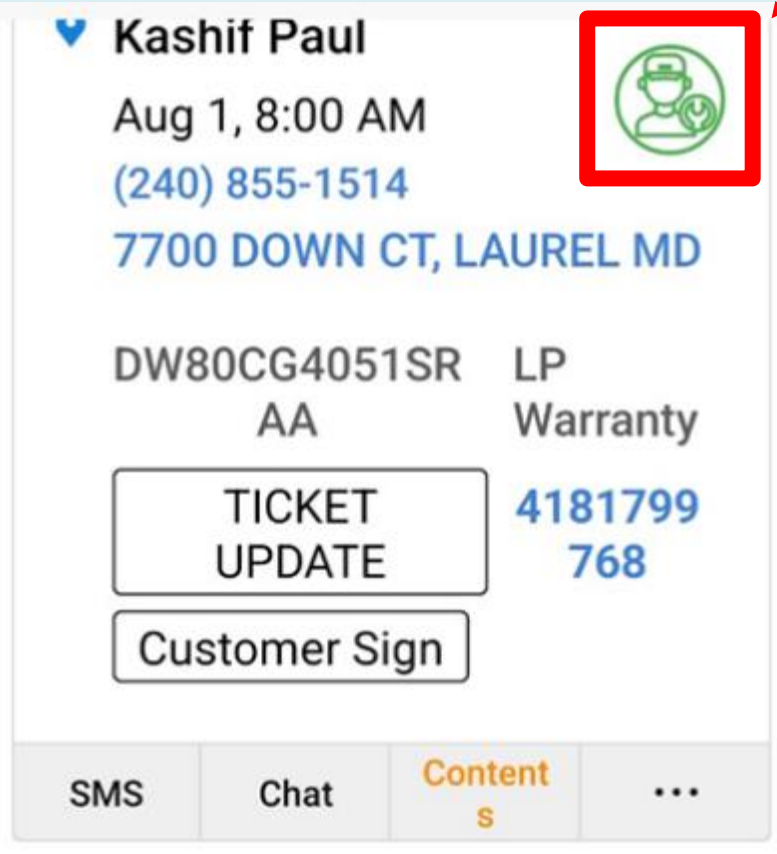 Kashif Paul
Aug 1, 8:00 AM
(240) 855-1514
7700 DOWN CT, LAUREL MD
DW80CG4051SR
AA
LP
Warranty
TICKET
UPDATE
4181799
768
Customer Sign
SMS
Chat
Content
s
...